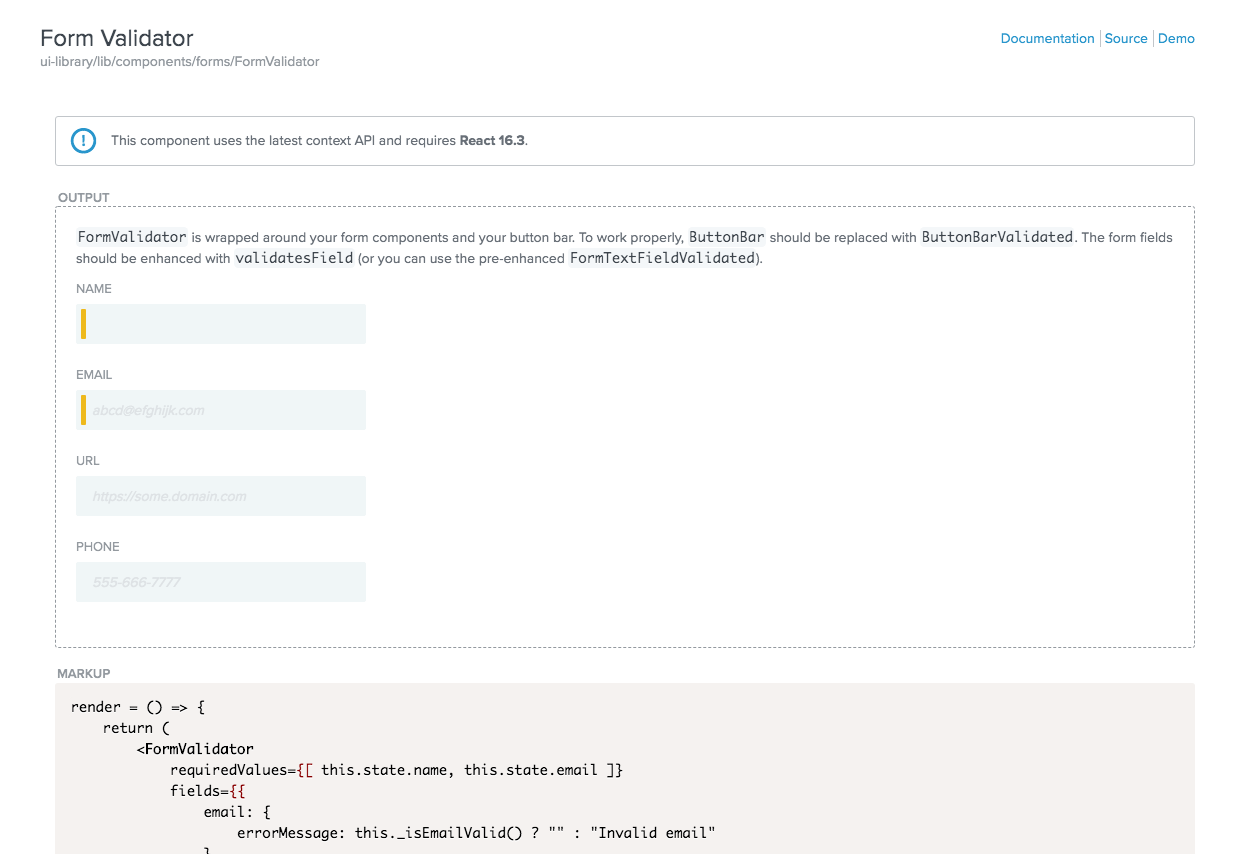 Form Validator
Documentation Source Demo
ui-library/lib/components/forms/FormValidator
This component uses the latest context API and requires React 16.3.
OUTPUT
FormValidator is wrapped around your form components and your button bar. To work properly, ButtonBar should be replaced with ButtonBarValidated. The form fields
should be enhanced with validatesField (or you can use the pre-enhanced FormTextFieldValidated).
NAME
EMAIL
abcd@efghijk.com
URL
https://some.domain.com
PHONE
555-666-7777
MARKUP
render = () => {
return (
<FormValidator
requiredValues={[ this.state.name, this.state.email ]}
fields={{
email: {
errorMessage: this._isEmailValid() ? "" : "Invalid email"
}